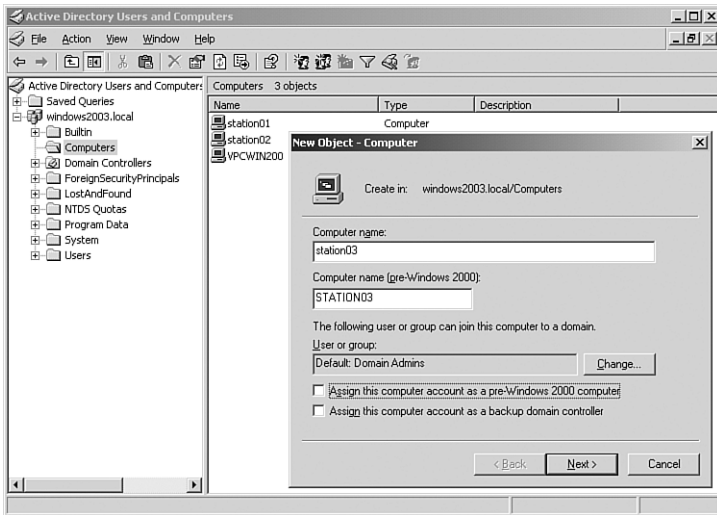 Active Directory Users and Computers
File Action View Window Help
Active Directory Users and Computers
Saved Queries
windows2003.local
Builtin
Computers
Domain Controllers
ForeignSecurityPrincipals
LostAndFound
NTDS Quotas
Program Data
System
Users
Computers 3 objects
Name Type Description
station01 Computer
station02
VPCWIN200
New Object - Computer
Create in: windows2003.local/Computers
Computer name:
station03
Computer name (pre-Windows 2000):
STATION03
The following user or group can join this computer to a domain.
User or group:
Default: Domain Admins
Change...
Assign this computer account as a pre-Windows 2000 computer
Assign this computer account as a backup domain controller
< Back Next > Cancel